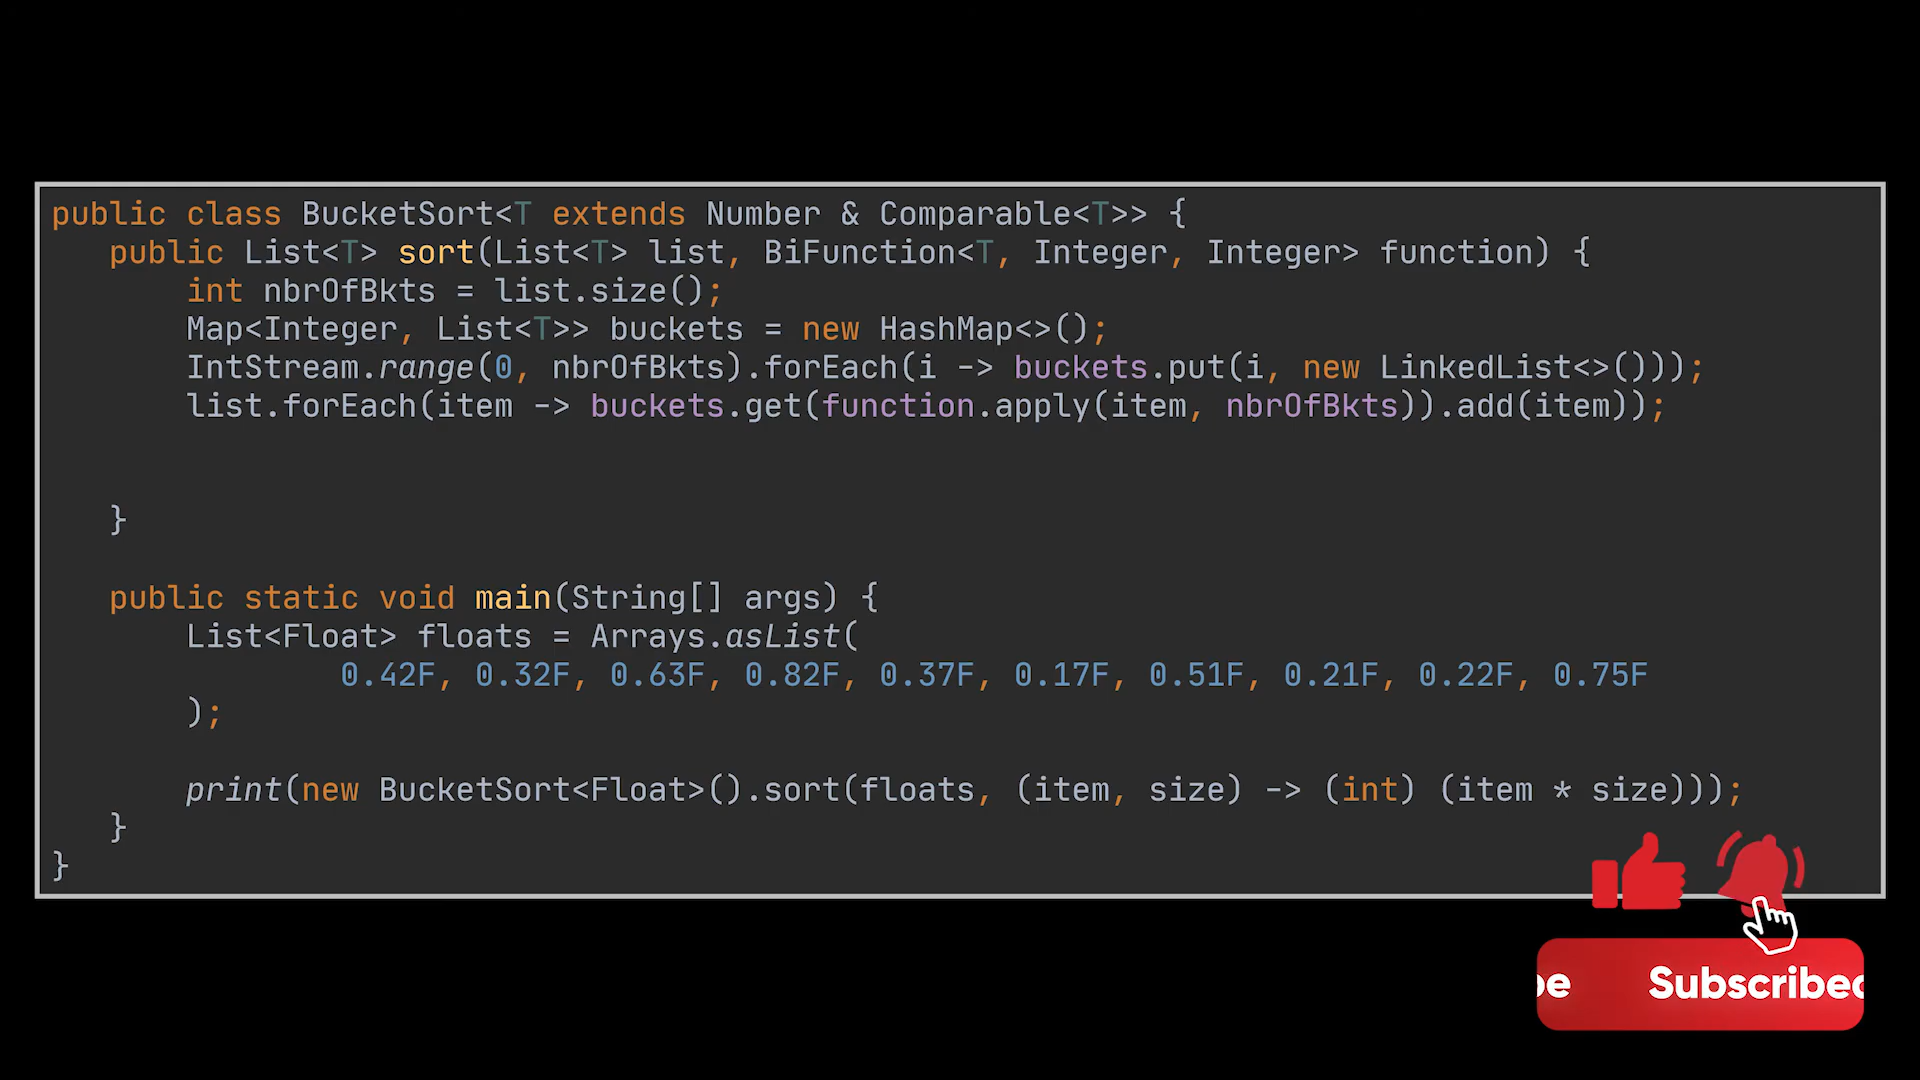 public class BucketSort<T extends Number & Comparable<T>> {
public List<T> sort(List<T> list, BiFunction<T, Integer, Integer> function) {
int nbrOfBkts = list.size();
Map<Integer, List<T>> buckets = new HashMap<>();
IntStream.range(0, nbrOfBkts).forEach(i -> buckets.put(i, new LinkedList<>()));
list.forEach(item -> buckets.get(function.apply(item, nbrOfBkts)).add(item));
}
public static void main(String[] args) {
List<Float> floats = Arrays.asList(
0.42F, 0.32F, 0.63F, 0.82F, 0.37F, 0.17F, 0.51F, 0.21F, 0.22F, 0.75F
);
print(new BucketSort<Float>().sort(floats, (item, size) -> (int) (item * size)));
}
}
be Subscribed